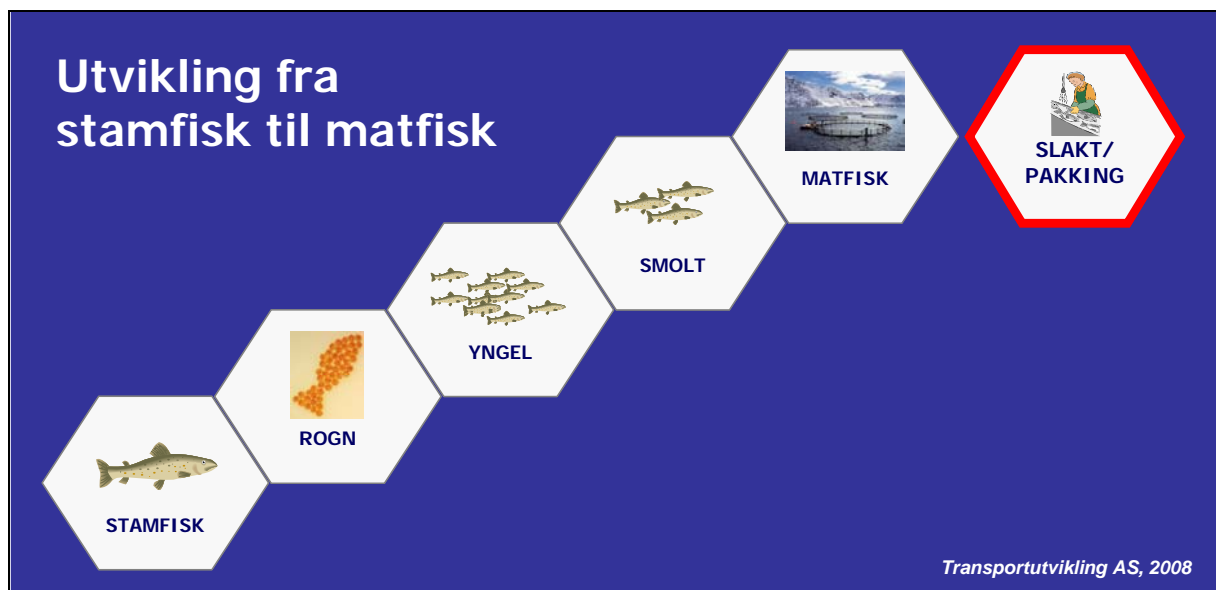 Utvikling fra
stamfisk til matfisk
STAMFISK
ROGN
YNGEL
SMOLT
MATFISK
SLAKT/
PAKKING
Transportutvikling AS, 2008